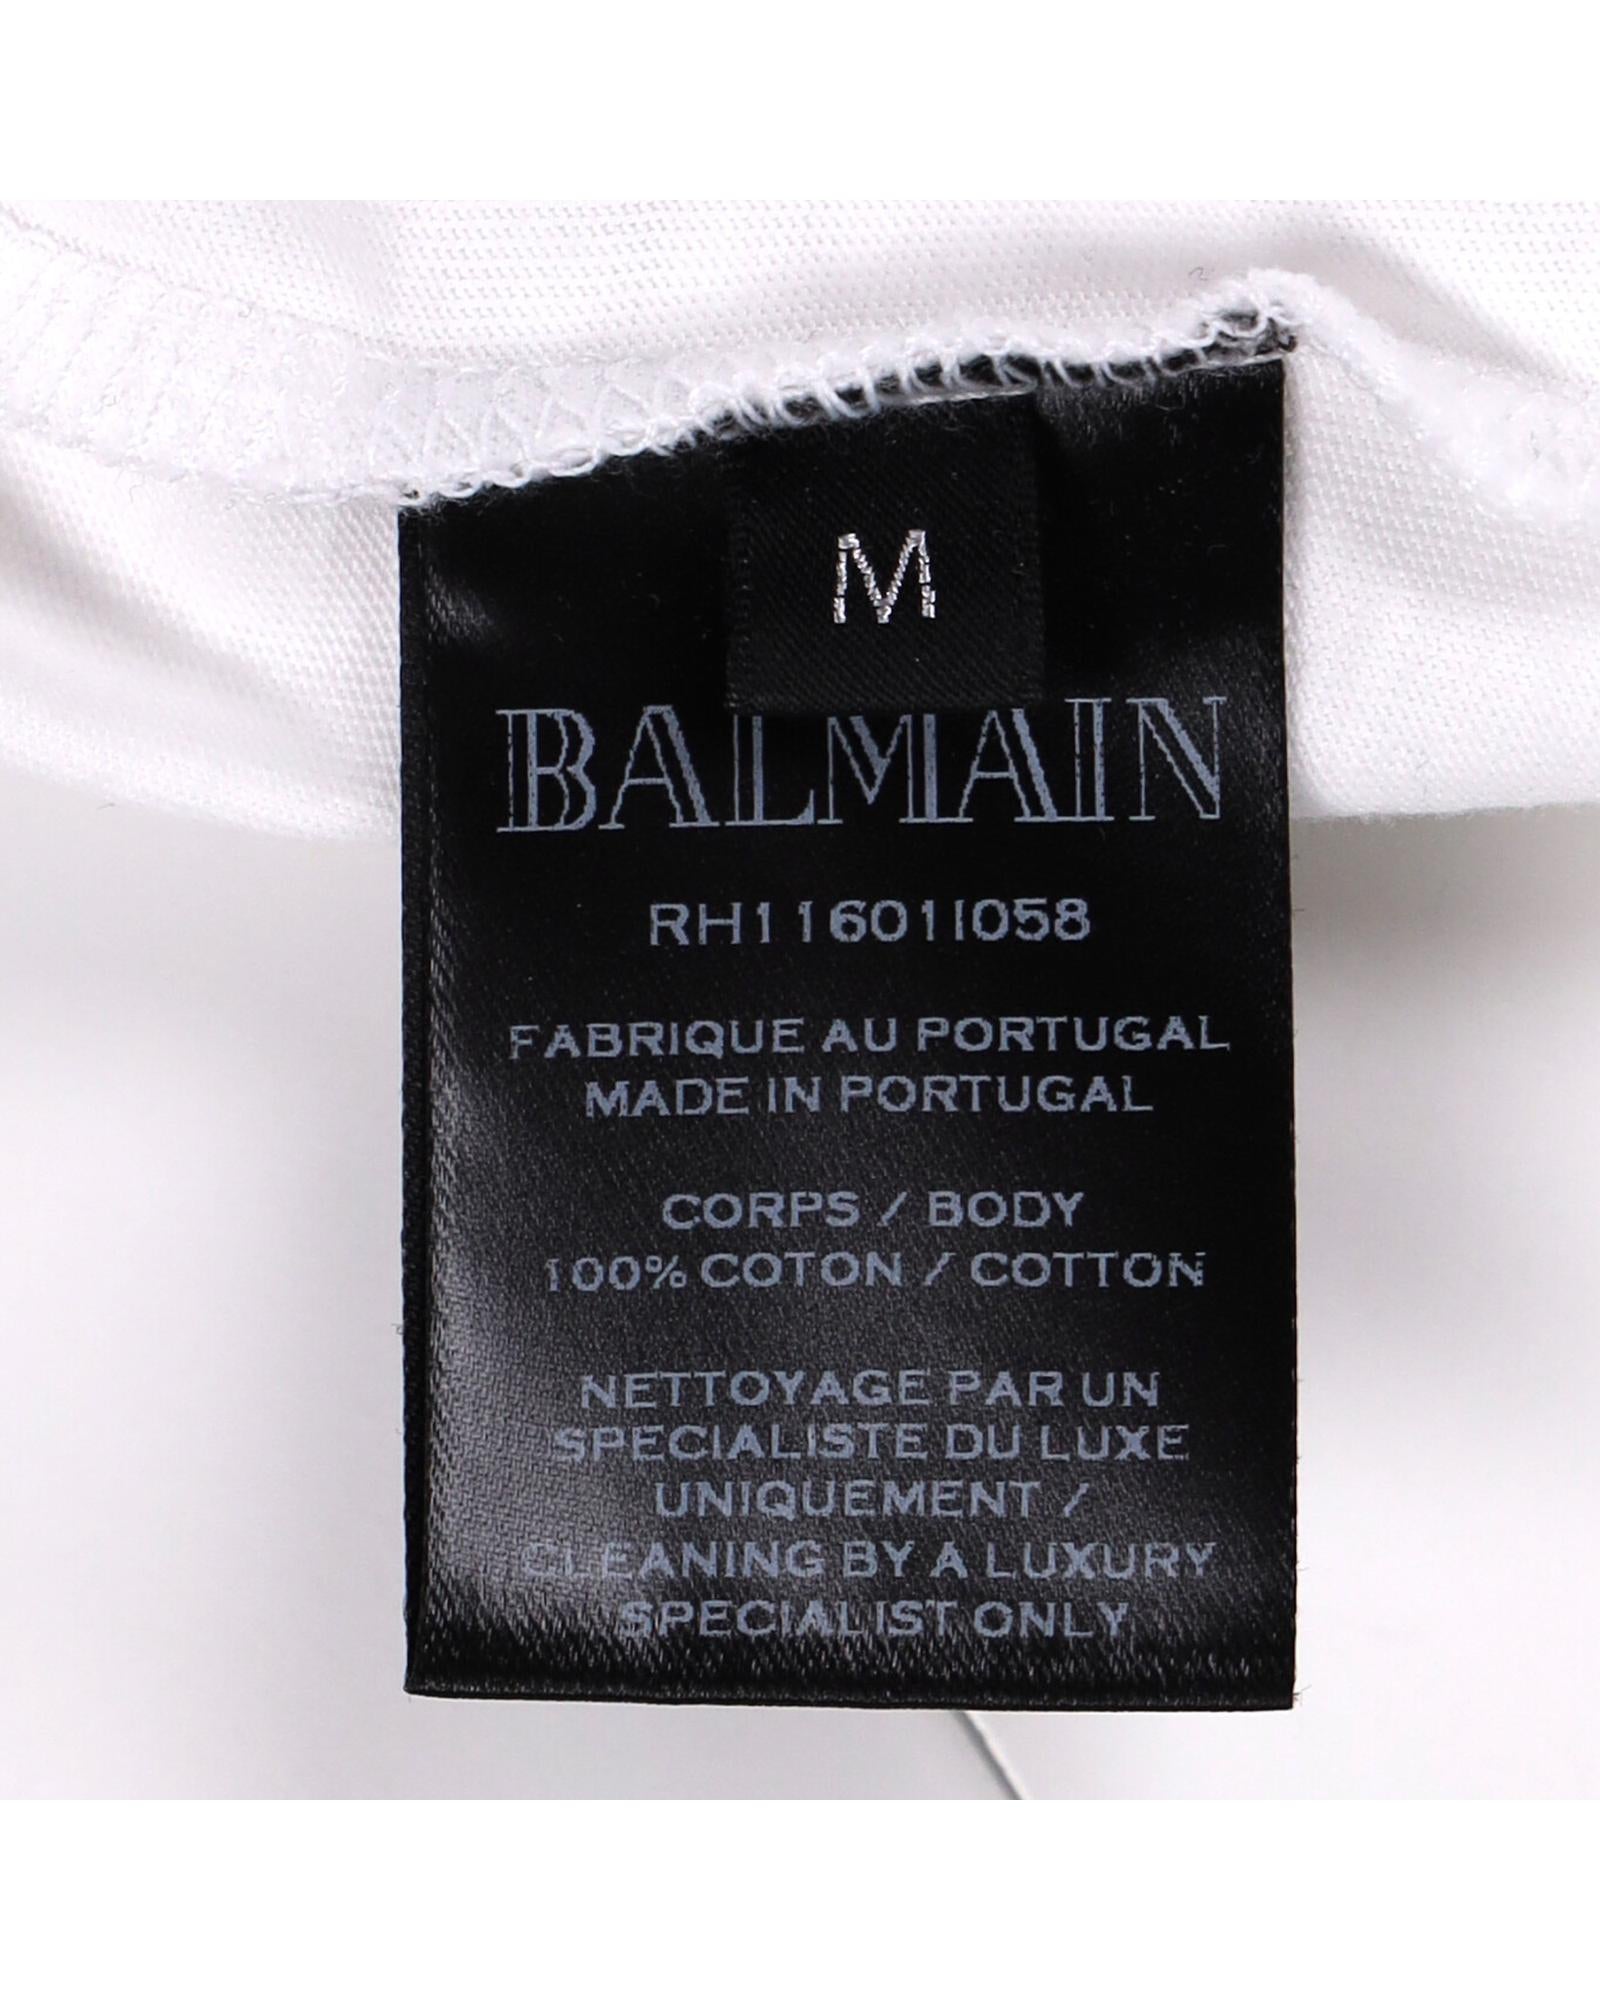 M
BALMAIN
RH11601I058
FABRIQUE AU PORTUGAL
MADE IN PORTUGAL
CORPS / BODY
100% COTON / COTTON
NETTOYAGE PAR UN
SPECIALISTE DU LUXE
UNIQUEMENT /
CLEANING BY A LUXURY
SPECIALIST ONLY